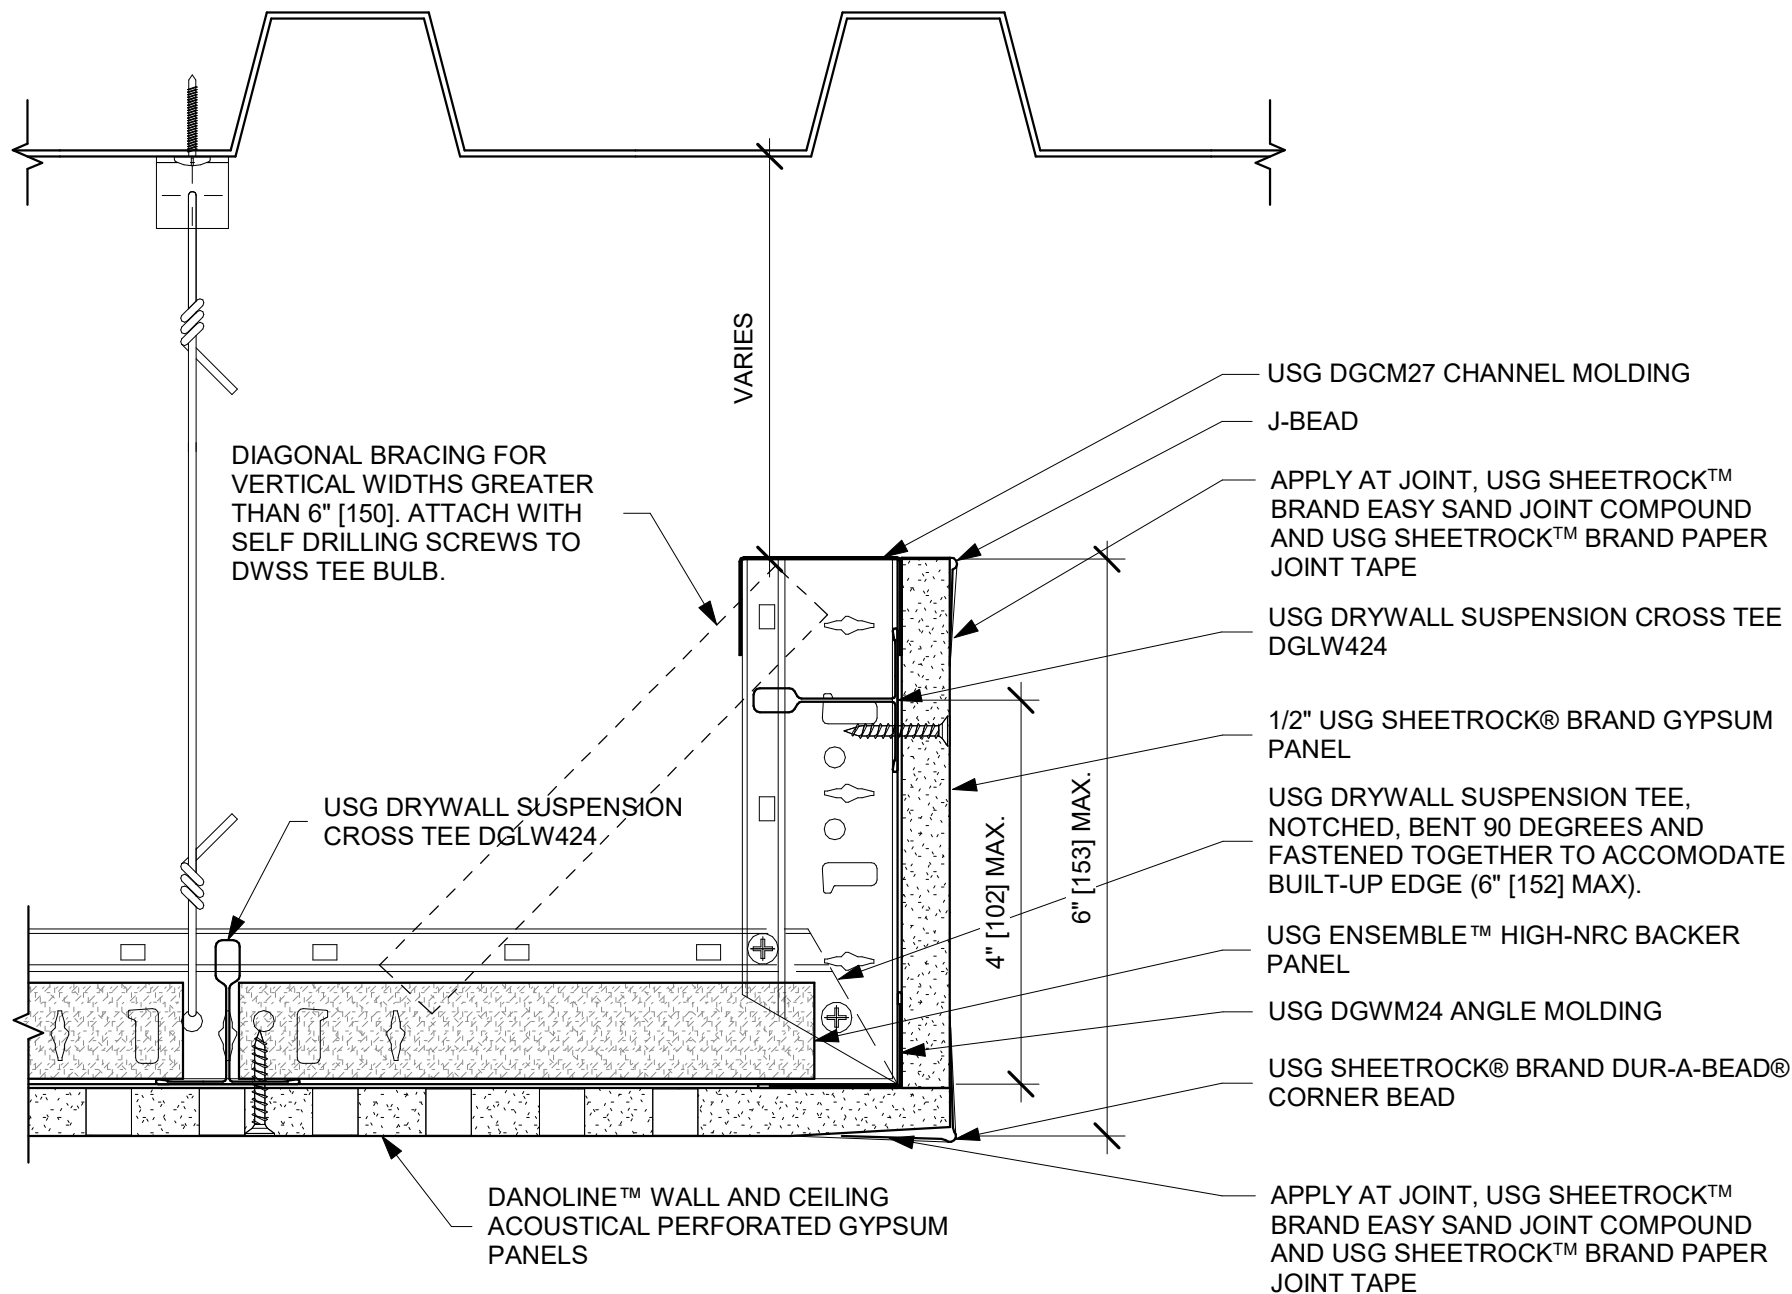 VARIES
DIAGONAL BRACING FOR
VERTICAL WIDTHS GREATER
THAN 6" [150]. ATTACH WITH
SELF DRILLING SCREWS TO
DWSS TEE BULB.
USG DRYWALL SUSPENSION
CROSS TEE DGLW424
DANOLINE™ WALL AND CEILING
ACOUSTICAL PERFORATED GYPSUM
PANELS
4" [102] MAX.
6" [153] MAX.
USG DGCM27 CHANNEL MOLDING
J-BEAD
APPLY AT JOINT, USG SHEETROCK™
BRAND EASY SAND JOINT COMPOUND
AND USG SHEETROCK™ BRAND PAPER
JOINT TAPE
USG DRYWALL SUSPENSION CROSS TEE
DGLW424
1/2" USG SHEETROCK® BRAND GYPSUM
PANEL
USG DRYWALL SUSPENSION TEE,
NOTCHED, BENT 90 DEGREES AND
FASTENED TOGETHER TO ACCOMODATE
BUILT-UP EDGE (6" [152] MAX).
USG ENSEMBLE™ HIGH-NRC BACKER
PANEL
USG DGWM24 ANGLE MOLDING
USG SHEETROCK® BRAND DUR-A-BEAD®
CORNER BEAD
APPLY AT JOINT, USG SHEETROCK™
BRAND EASY SAND JOINT COMPOUND
AND USG SHEETROCK™ BRAND PAPER
JOINT TAPE